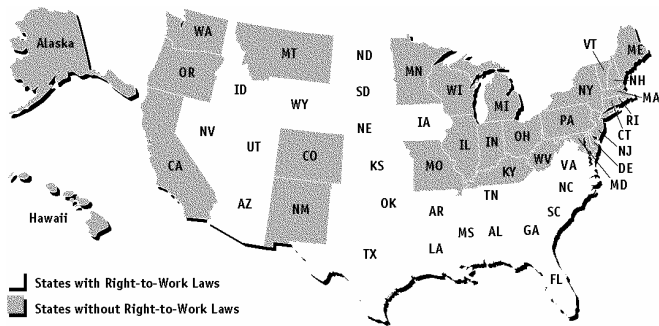 Alaska
WA
OR
CA
MT
ID
WY
NV
UT
AZ
CO
NM
ND
SD
NE
KS
OK
TX
MN
IA
MO
AR
LA
WI
IL
MI
IN
OH
KY
TN
MS
AL
GA
FL
SC
NC
VA
WV
PA
NY
VT
ME
NH
MA
RI
CT
NJ
DE
MD
Hawaii
States with Right-to-Work Laws
States without Right-to-Work Laws